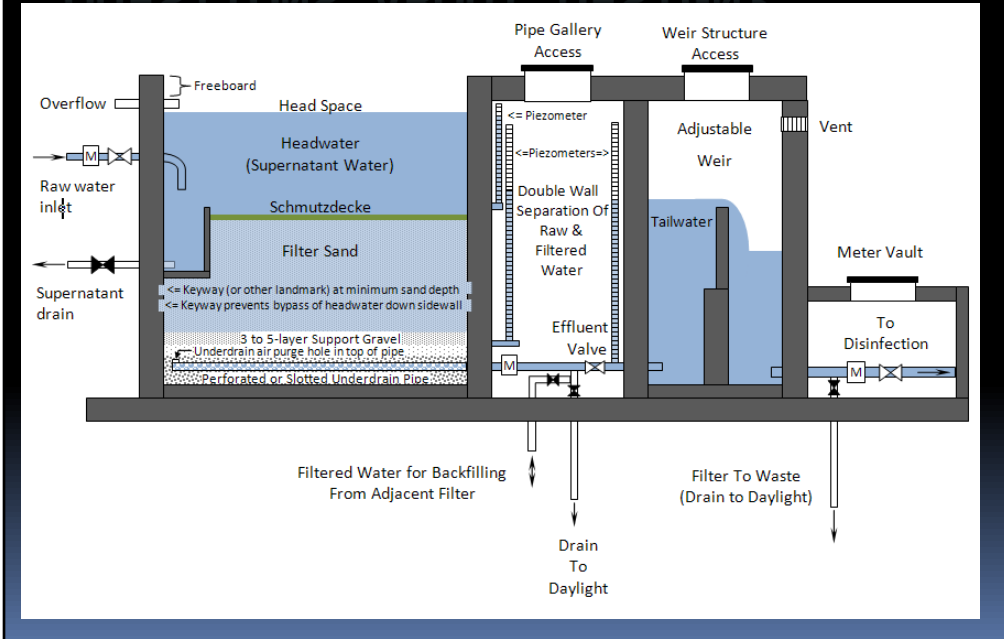 Pipe Gallery
Access
Weir Structure
Access
Freeboard
Overflow
Head Space
<= Piezometer
Headwater
(Supernatant Water)
Adjustable
Weir
Vent
<=Piezometers=>
M
Raw water
inlet
Schmutzdecke
Double Wall
Separation Of
Raw &
Filtered
Water
Tailwater
Filter Sand
Meter Vault
Supernatant
drain
<= Keyway (or other landmark) at minimum sand depth
<= Keyway prevents bypass of headwater down sidewall
Effluent
Valve
To
Disinfection
3 to 5-layer Support Gravel
Underdrain air purge hole in top of pipe
M
M
Perforated or Slotted Underdrain Pipe
Filtered Water for Backfilling
From Adjacent Filter
Filter To Waste
(Drain to Daylight)
Drain
To
Daylight